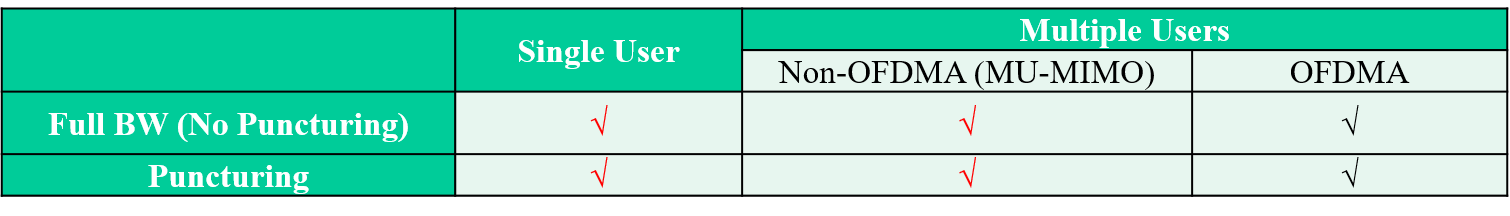 Single User
Multiple Users
Non-OFDMA (MU-MIMO)
OFDMA
Full BW (No Puncturing)
√
√
√
Puncturing
√
√
√